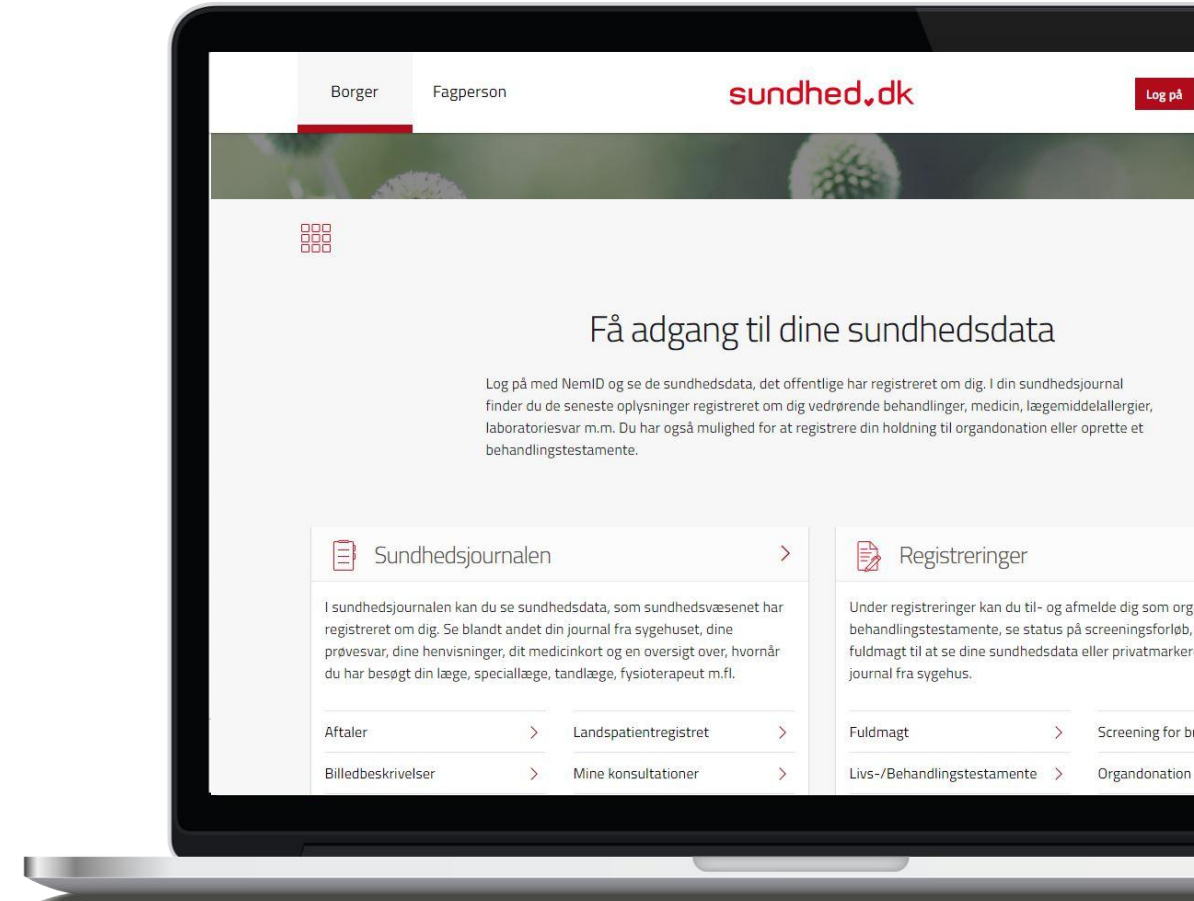 Borger
Fagperson
sundhed.dk
Log på
Få adgang til dine sundhedsdata
Log på med NemID og se de sundhedsdata, det offentlige har registreret om dig. I din sundhedsjournal
finder du de seneste oplysninger registreret om dig vedrørende behandlinger, medicin, lægemiddelallergier,
laboratoriesvar m.m. Du har også mulighed for at registrere din holdning til organdonation eller oprette et
behandlingstestamente.
Sundhedsjournalen
I sundhedsjournalen kan du se sundhedsdata, som sundhedsvæsenet har
registreret om dig. Se blandt andet din journal fra sygehuset, dine
prøvesvar, dine henvisninger, dit medicinkort og en oversigt over, hvornår
du har besøgt din læge, speciallæge, tandlæge, fysioterapeut m.fl.
Aftaler
Landspatientregistret
Billedbeskrivelser
Mine konsultationer
Registreringer
Under registreringer kan du til- og afmelde dig som org
behandlingstestamente, se status på screeningsforløb,
fuldmagt til at se dine sundhedsdata eller privatmarker
journal fra sygehus.
Fuldmagt
Screening for br
Livs-/Behandlingstestamente
Organdonation